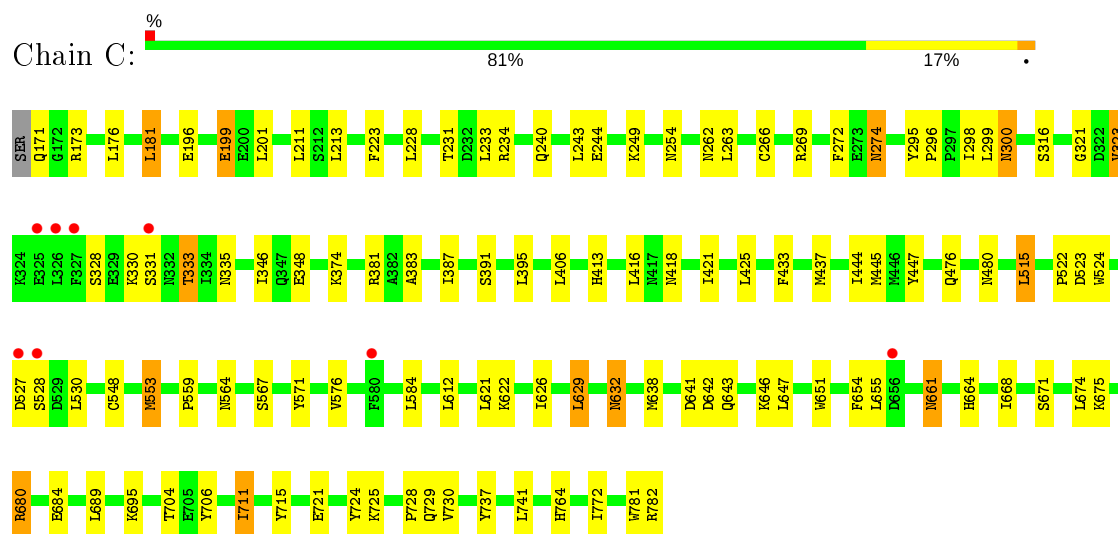 %
Chain C:
81% 17% •
SER Q171 G172 R173 L176 L181 E196 E199 E200 L201 L211 S212 L213 F223 L228 T231 D232 L233 R234 Q240 L243 E244 K249 N254 N262 L263 C266 R269 F272 E273 N274 Y295 P296 P297 I298 L299 N300 S316 G321 D322
K324 E325 L326 F327 S328 E329 K330 S331 N332 T333 I334 N335 I346 Q347 E348 K374 R381 A382 A383 I387 S391 L395 L406 H413 L416 N417 N418 I421 L425 F433 M437 I444 M445 M446 Y447 Q476 N480 L515 P522 D523 W524
D527 S528 D529 L530 C548 M553 P559 N564 S567 Y571 V576 F580 L584 L612 L621 K622 I626 L629 N632 M638 D641 D642 Q643 K646 L647 W651 F654 L655 D656 N661 H664 I668 S671 L674 K675
R680 E684 L689 K695 T704 E705 Y706 I711 Y715 E721 Y724 K725 P728 Q729 V730 Y737 L741 H764 I772 W781 R782